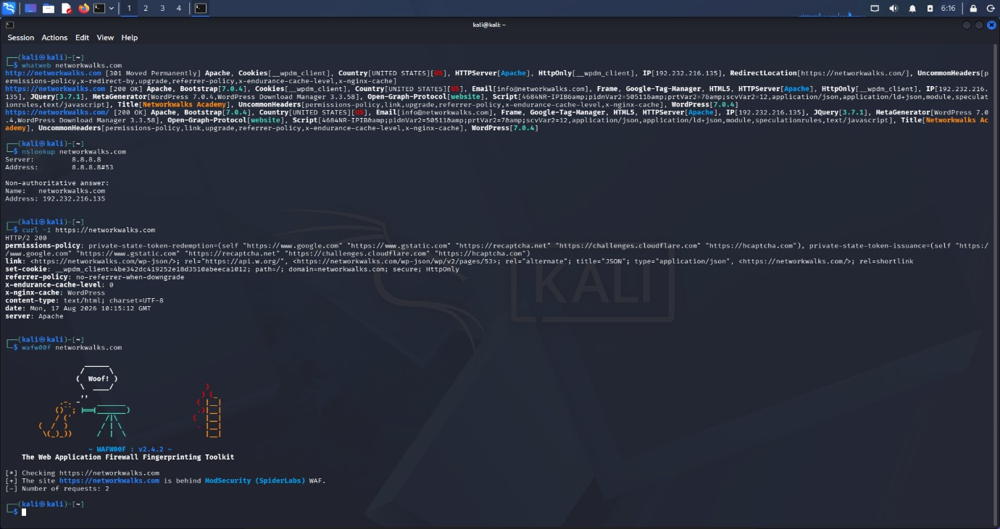 1 2 3 4 6:16
kali@kali: ~
Session Actions Edit View Help
┌──(kali㉿kali)-[~]
└─$ whatweb networkwalks.com
http://networkwalks.com [301 Moved Permanently] Apache, Cookies[__wpdm_client], Country[UNITED STATES][US], HTTPServer[Apache], HttpOnly[__wpdm_client], IP[192.232.216.135], RedirectLocation[https://networkwalks.com/], UncommonHeaders[p
ermissions-policy,x-redirect-by,upgrade,referrer-policy,x-endurance-cache-level,x-nginx-cache]
https://networkwalks.com [200 OK] Apache, Bootstrap[7.0.4], Cookies[__wpdm_client], Country[UNITED STATES][US], Email[info@networkwalks.com], Frame, Google-Tag-Manager, HTML5, HTTPServer[Apache], HttpOnly[__wpdm_client], IP[192.232.216.
135], JQuery[3.7.1], MetaGenerator[WordPress 7.0.4,WordPress Download Manager 3.3.58], Open-Graph-Protocol[website], Script[4684NR-IPIB&amp;pidnVar2=50511&amp;prtVar2=7&amp;scvVar2=12,application/json,application/ld+json,module,speculat
ionrules,text/javascript], Title[Networkwalks Academy], UncommonHeaders[permissions-policy,link,upgrade,referrer-policy,x-endurance-cache-level,x-nginx-cache], WordPress[7.0.4]
https://networkwalks.com/ [200 OK] Apache, Bootstrap[7.0.4], Country[UNITED STATES][US], Email[info@networkwalks.com], Frame, Google-Tag-Manager, HTML5, HTTPServer[Apache], IP[192.232.216.135], JQuery[3.7.1], MetaGenerator[WordPress 7.0
.4,WordPress Download Manager 3.3.58], Open-Graph-Protocol[website], Script[4684NR-IPIB&amp;pidnVar2=50511&amp;prtVar2=7&amp;scvVar2=12,application/json,application/ld+json,module,speculationrules,text/javascript], Title[Networkwalks Ac
ademy], UncommonHeaders[permissions-policy,link,upgrade,referrer-policy,x-endurance-cache-level,x-nginx-cache], WordPress[7.0.4]
┌──(kali㉿kali)-[~]
└─$ nslookup networkwalks.com
Server: 8.8.8.8
Address: 8.8.8.8#53
Non-authoritative answer:
Name: networkwalks.com
Address: 192.232.216.135
┌──(kali㉿kali)-[~]
└─$ curl -I https://networkwalks.com
HTTP/2 200
permissions-policy: private-state-token-redemption=(self "https://www.google.com" "https://www.gstatic.com" "https://recaptcha.net" "https://challenges.cloudflare.com" "https://hcaptcha.com"), private-state-token-issuance=(self "https:/
/www.google.com" "https://www.gstatic.com" "https://recaptcha.net" "https://challenges.cloudflare.com" "https://hcaptcha.com")
link: <https://networkwalks.com/wp-json/>; rel="https://api.w.org/", <https://networkwalks.com/wp-json/wp/v2/pages/53>; rel="alternate"; title="JSON"; type="application/json", <https://networkwalks.com/>; rel=shortlink
set-cookie: __wpdm_client=4be342dc419252e18d3510abeeca1012; path=/; domain=networkwalks.com; secure; HttpOnly
referrer-policy: no-referrer-when-downgrade
x-endurance-cache-level: 0
x-nginx-cache: WordPress
content-type: text/html; charset=UTF-8
date: Mon, 17 Aug 2026 10:15:12 GMT
server: Apache
KALI
┌──(kali㉿kali)-[~]
└─$ wafw00f networkwalks.com
Woof!
~ WAFW00F : v2.4.2 ~
The Web Application Firewall Fingerprinting Toolkit
[*] Checking https://networkwalks.com
[+] The site https://networkwalks.com is behind ModSecurity (SpiderLabs) WAF.
[~] Number of requests: 2
┌──(kali㉿kali)-[~]
└─$